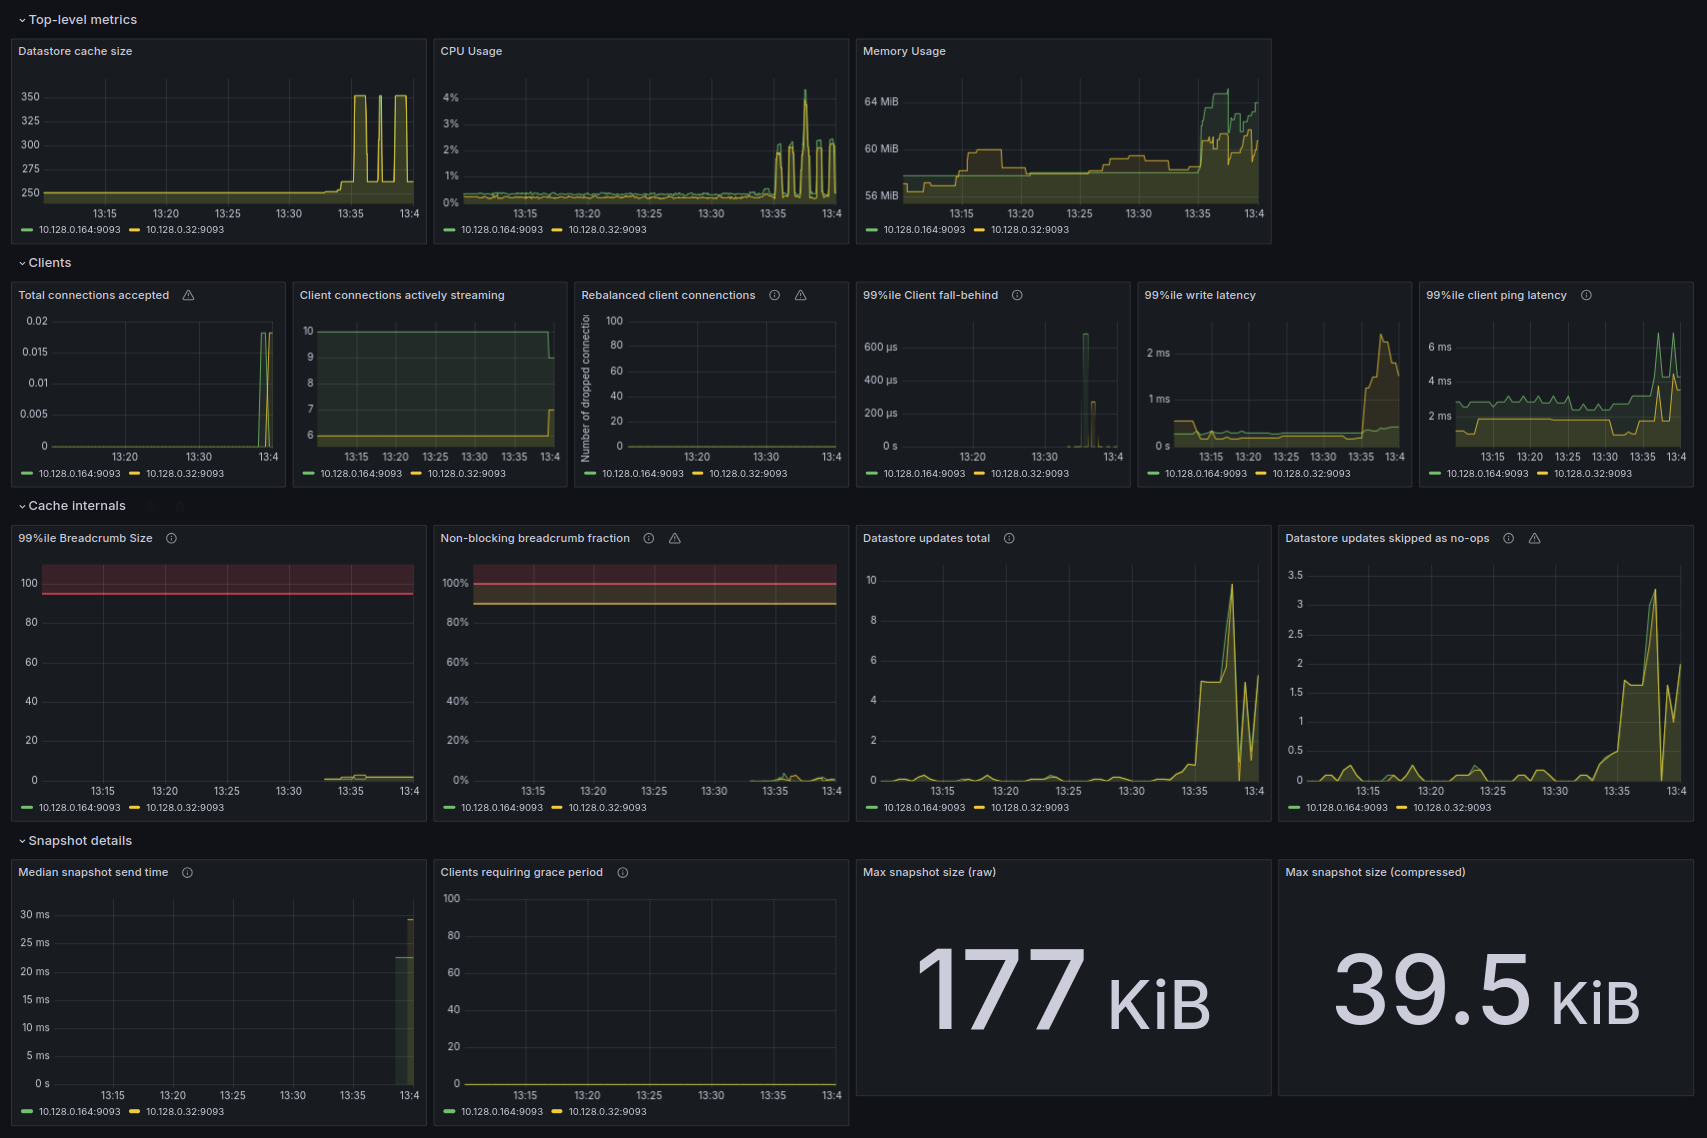 Top-level metrics
Datastore cache size
350
325
300
275
250
13:15 13:20 13:25 13:30 13:35 13:4
10.128.0.164:9093 10.128.0.32:9093
CPU Usage
4%
3%
2%
1%
0%
13:15 13:20 13:25 13:30 13:35 13:4
10.128.0.164:9093 10.128.0.32:9093
Memory Usage
64 MiB
60 MiB
56 MiB
13:15 13:20 13:25 13:30 13:35 13:4
10.128.0.164:9093 10.128.0.32:9093
Clients
Total connections accepted
0.02
0.015
0.01
0.005
0
13:20 13:30 13:4
10.128.0.164:9093 10.128.0.32:9093
Client connections actively streaming
10
9
8
7
6
13:15 13:20 13:25 13:30 13:35 13:4
10.128.0.164:9093 10.128.0.32:9093
Rebalanced client connenctions
Number of dropped connectio
100
80
60
40
20
0
13:20 13:30 13:4
10.128.0.164:9093 10.128.0.32:9093
99%ile Client fall-behind
600 µs
400 µs
200 µs
0 s
13:20 13:30 13:4
10.128.0.164:9093 10.128.0.32:9093
99%ile write latency
2 ms
1 ms
0 s
13:15 13:20 13:25 13:30 13:35 13:4
10.128.0.164:9093 10.128.0.32:9093
99%ile client ping latency
6 ms
4 ms
2 ms
13:15 13:20 13:25 13:30 13:35 13:4
10.128.0.164:9093 10.128.0.32:9093
Cache internals
99%ile Breadcrumb Size
100
80
60
40
20
0
13:15 13:20 13:25 13:30 13:35 13:4
10.128.0.164:9093 10.128.0.32:9093
Non-blocking breadcrumb fraction
100%
80%
60%
40%
20%
0%
13:15 13:20 13:25 13:30 13:35 13:4
10.128.0.164:9093 10.128.0.32:9093
Datastore updates total
10
8
6
4
2
0
13:15 13:20 13:25 13:30 13:35 13:4
10.128.0.164:9093 10.128.0.32:9093
Datastore updates skipped as no-ops
3.5
3
2.5
2
1.5
1
0.5
0
13:15 13:20 13:25 13:30 13:35 13:4
10.128.0.164:9093 10.128.0.32:9093
Snapshot details
Median snapshot send time
30 ms
25 ms
20 ms
15 ms
10 ms
5 ms
0 s
13:15 13:20 13:25 13:30 13:35 13:4
10.128.0.164:9093 10.128.0.32:9093
Clients requiring grace period
100
80
60
40
20
0
13:15 13:20 13:25 13:30 13:35 13:4
10.128.0.164:9093 10.128.0.32:9093
Max snapshot size (raw)
177 KiB
Max snapshot size (compressed)
39.5 KiB